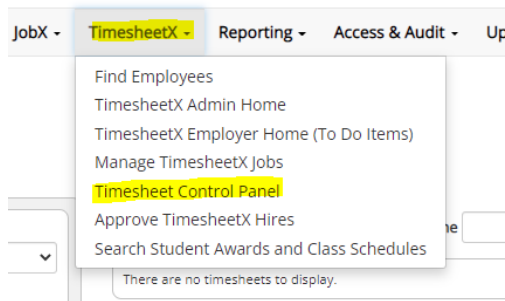 JobX TimesheetX Reporting Access & Audit Up
Find Employees
TimesheetX Admin Home
TimesheetX Employer Home (To Do Items)
Manage TimesheetX Jobs
Timesheet Control Panel
Approve TimesheetX Hires
Search Student Awards and Class Schedules
There are no timesheets to display.